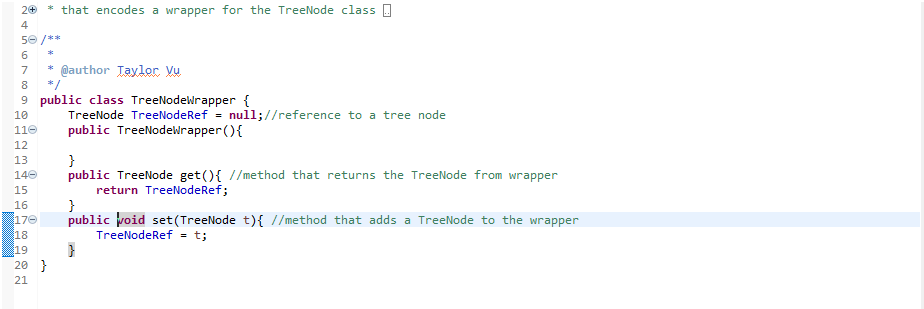 2 * that encodes a wrapper for the TreeNode class ..
4
5 /**
6 *
7 * @author Taylor Vu
8 */
9 public class TreeNodeWrapper {
10 TreeNode TreeNodeRef = null;//reference to a tree node
11 public TreeNodeWrapper(){
12
13 }
14 public TreeNode get(){ //method that returns the TreeNode from wrapper
15 return TreeNodeRef;
16 }
17 public void set(TreeNode t){ //method that adds a TreeNode to the wrapper
18 TreeNodeRef = t;
19 }
20 }
21